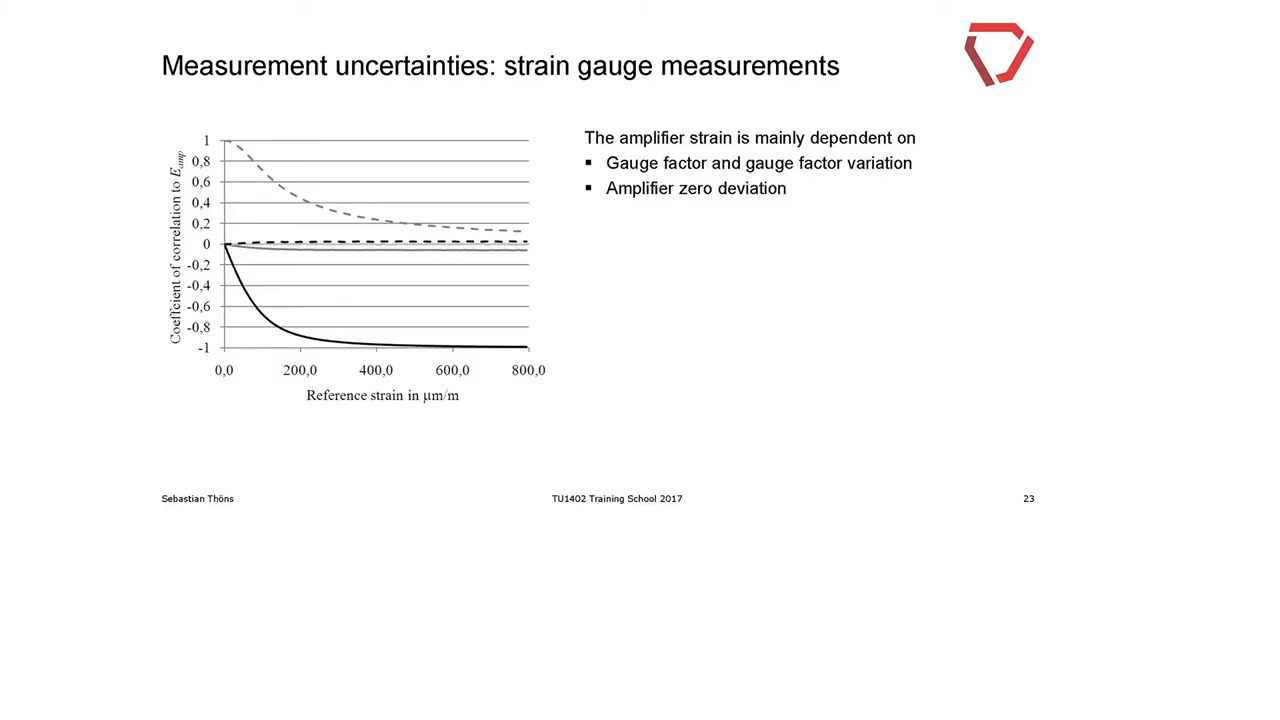 Measurement uncertainties: strain gauge measurements
The amplifier strain is mainly dependent on
▪ Gauge factor and gauge factor variation
▪ Amplifier zero deviation
Coeffcient of correlation to Eamp
1
0,8
0,6
0,4
0,2
0
-0,2
-0,4
-0,6
-0,8
-1
0,0 200,0 400,0 600,0 800,0
Reference strain in µm/m
Sebastian Thöns TU1402 Training School 2017 23